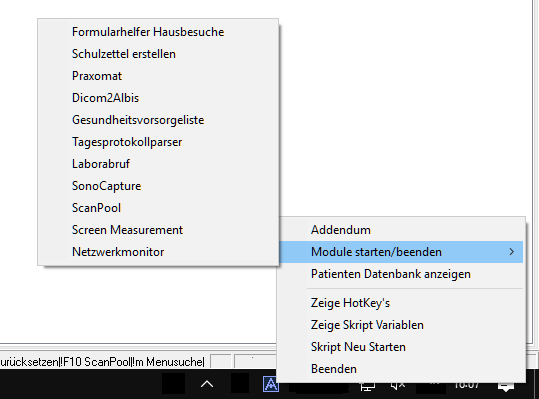 Formularhelfer Hausbesuche
Schulzettel erstellen
Praxomat
Dicom2Albis
Gesundheitsvorsorgeliste
Tagesprotokollparser
Laborabruf
SonoCapture
ScanPool
Screen Measurement
Netzwerkmonitor
Addendum
Module starten/beenden
Patienten Datenbank anzeigen
Zeige HotKey's
Zeige Skript Variablen
Skript Neu Starten
Beenden
urücksetzen|!F10 ScanPool|!m Menusuche|
16:07